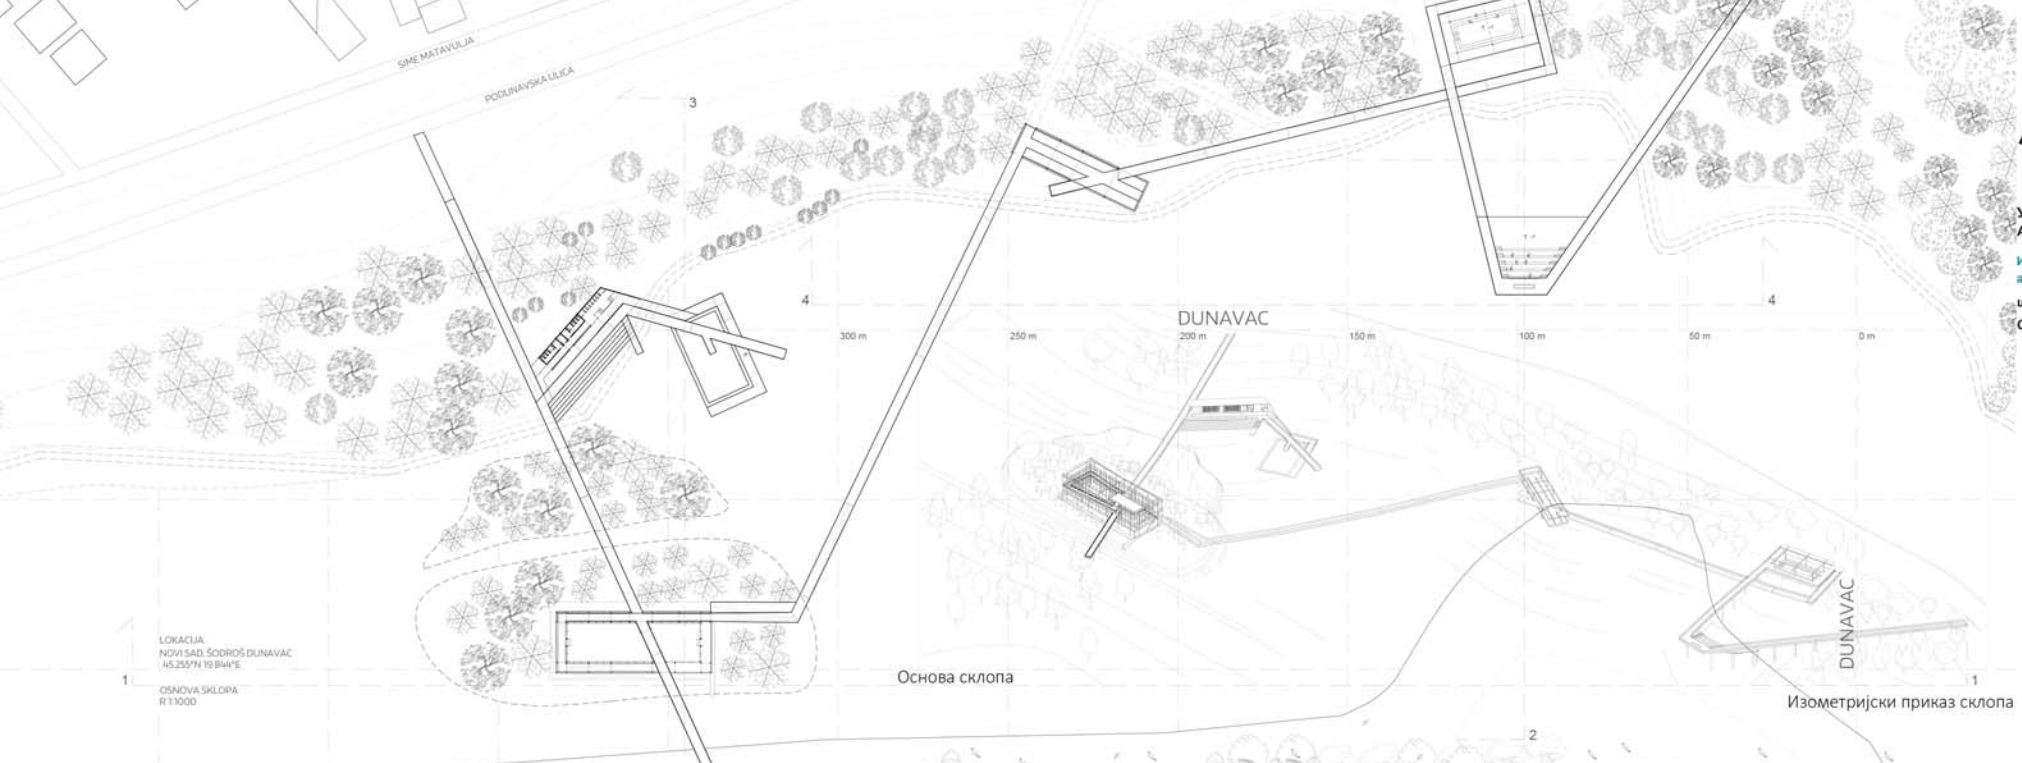 SIME MATAVULJA
PODUNAVSKA ULICA
3
4
4
DUNAVAC
300 m
250 m
200 m
150 m
100 m
50 m
0 m
DUNAVAC
LOKACIJA:
NOVI SAD, ŠODROŠ DUNAVAC
45.255°N 19.844°E
1
OSNOVA SKLOPA
R 1:1000
Основа склопа
1
Изометријски приказ склопа
2